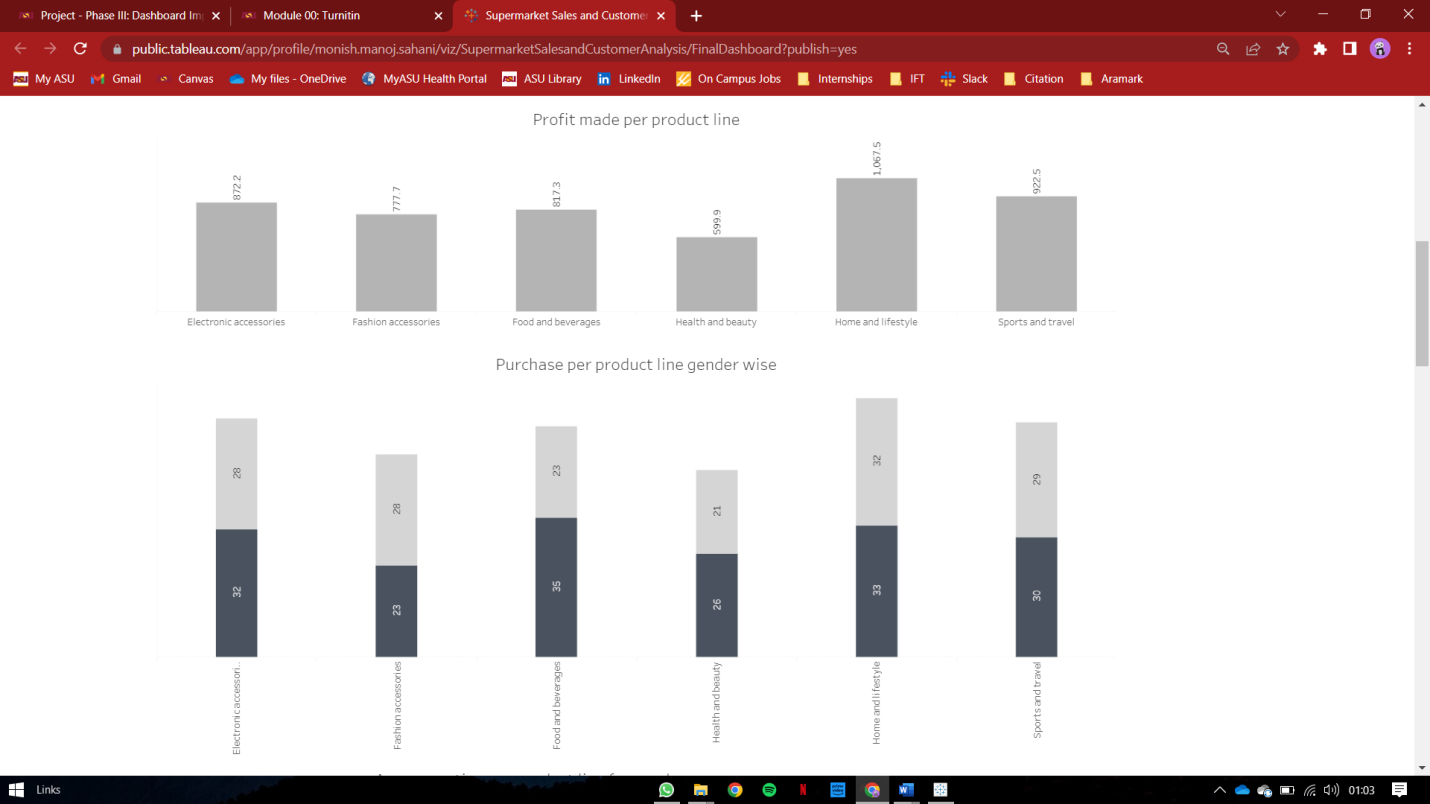 Project - Phase III: Dashboard Im
Module 00: Turnitin
Supermarket Sales and Customer
public.tableau.com/app/profile/monish.manoj.sahani/viz/SupermarketSalesandCustomerAnalysis/FinalDashboard?publish=yes
My ASU Gmail Canvas My files - OneDrive MyASU Health Portal ASU ASU Library in LinkedIn On Campus Jobs Internships IFT Slack Citation Aramark
Profit made per product line
872.2 777.7 817.3 599.9 1,067.5 922.5
Electronic accessories Fashion accessories Food and beverages Health and beauty Home and lifestyle Sports and travel
Purchase per product line gender wise
28 28 23 21 32 29
32 23 35 26 33 30
Electronic accessori.. Fashion accessories Food and beverages Health and beauty Home and lifestyle Sports and travel
Links
01:03